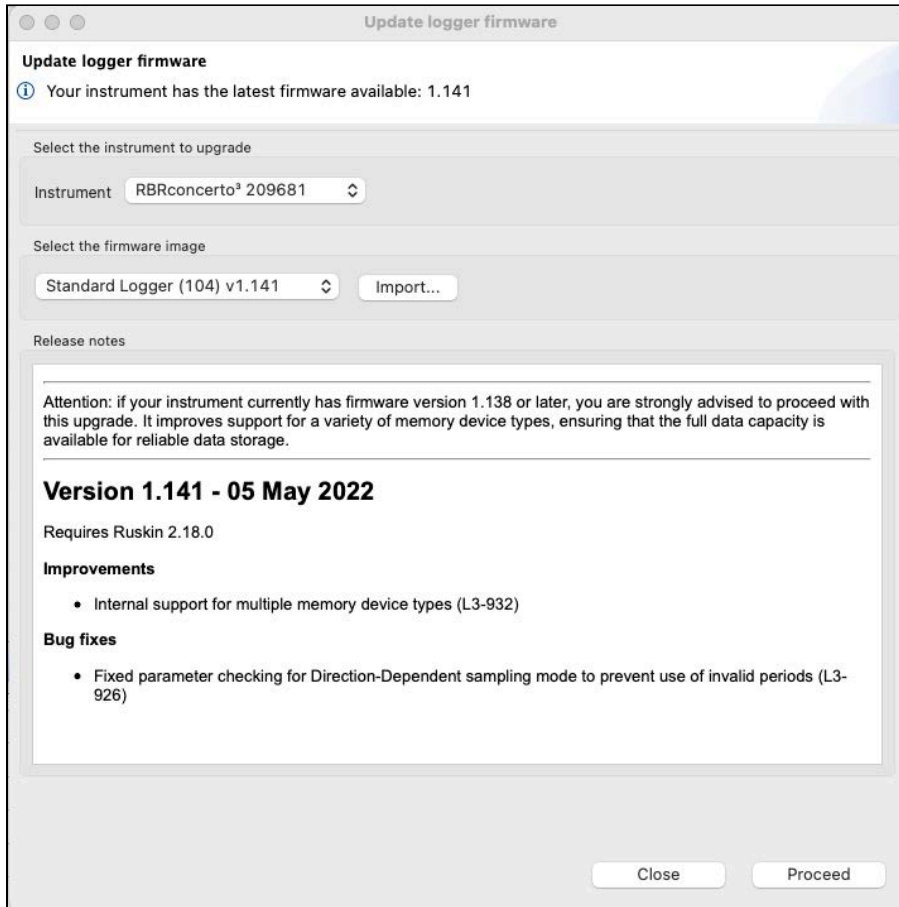 Update logger firmware
Update logger firmware
Your instrument has the latest firmware available: 1.141
Select the instrument to upgrade
Instrument RBRconcerto³ 209681
Select the firmware image
Standard Logger (104) v1.141 Import...
Release notes
Attention: if your instrument currently has firmware version 1.138 or later, you are strongly advised to proceed with
this upgrade. It improves support for a variety of memory device types, ensuring that the full data capacity is
available for reliable data storage.
Version 1.141 - 05 May 2022
Requires Ruskin 2.18.0
Improvements
• Internal support for multiple memory device types (L3-932)
Bug fixes
• Fixed parameter checking for Direction-Dependent sampling mode to prevent use of invalid periods (L3-
926)
Close Proceed